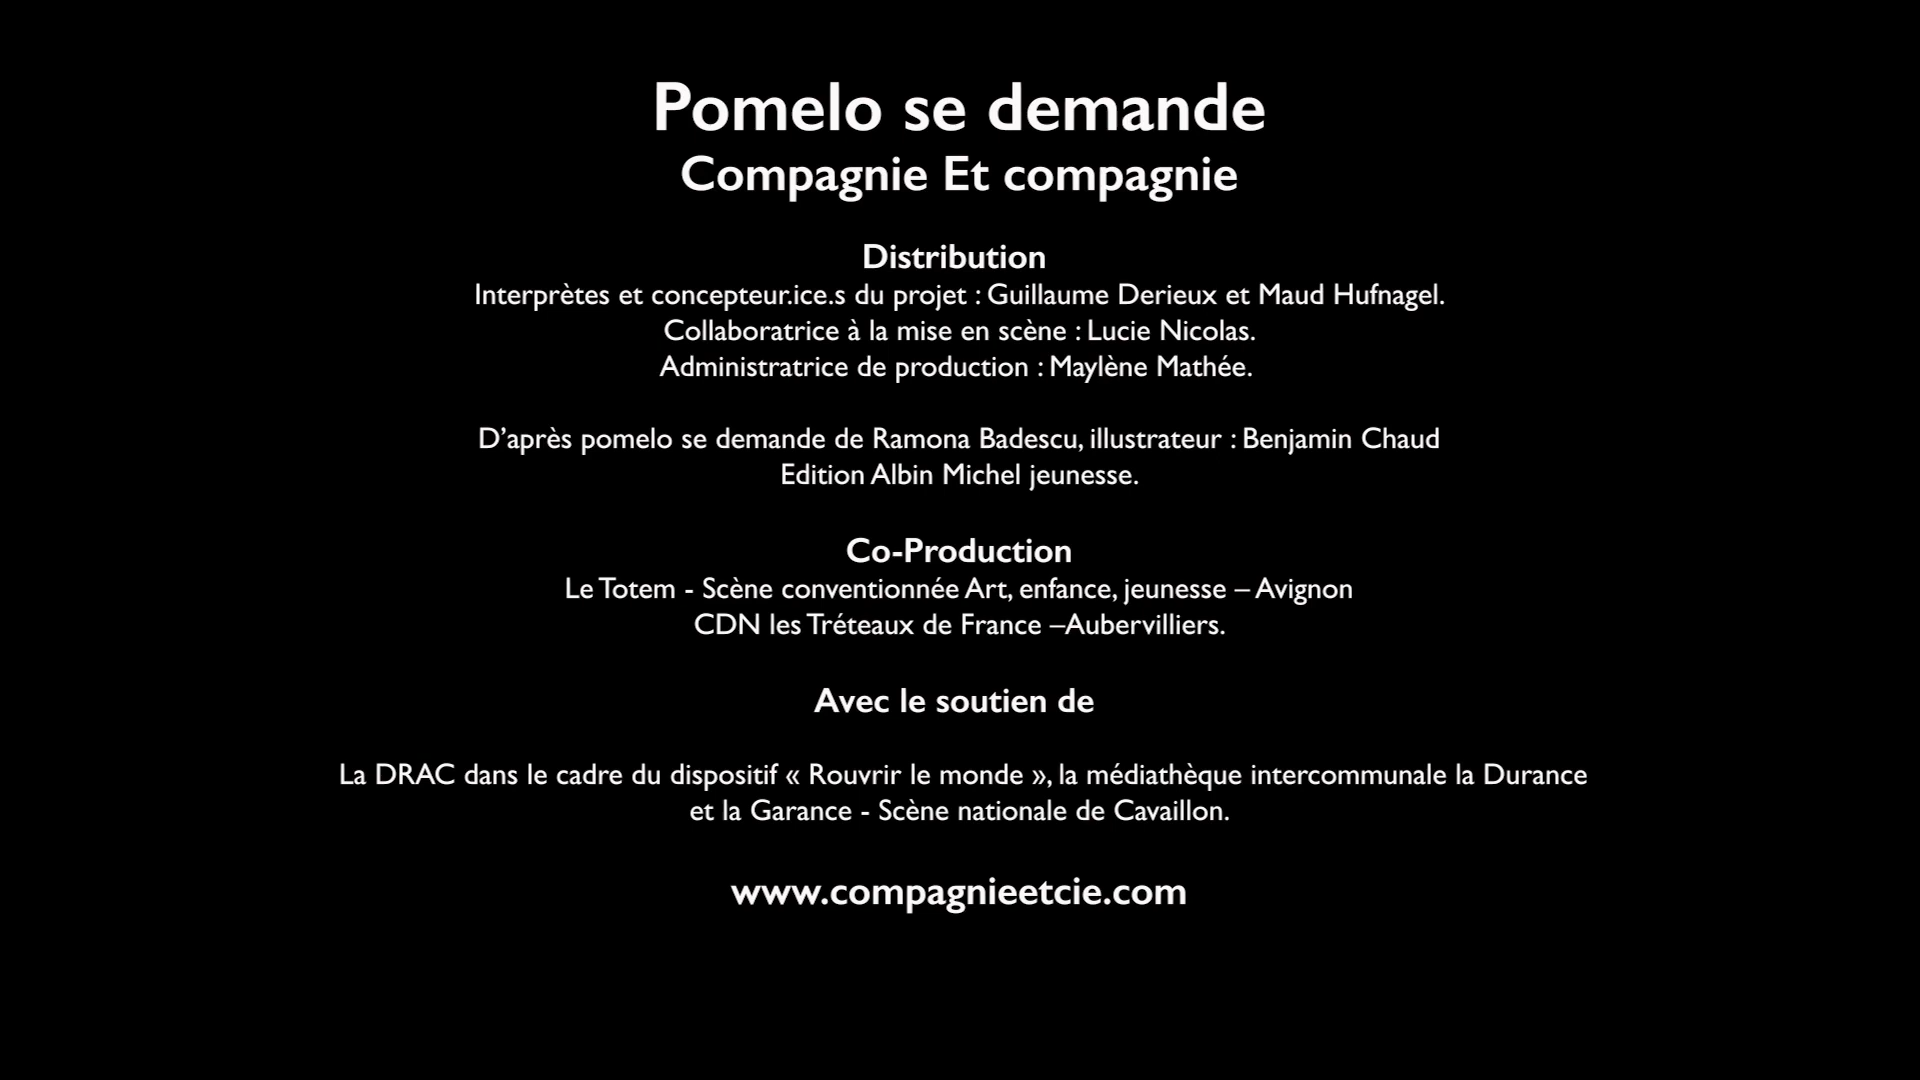 Pomelo se demande
Compagnie Et compagnie
Distribution
Interprètes et concepteur.ice.s du projet : Guillaume Derieux et Maud Hufnagel.
Collaboratrice à la mise en scène : Lucie Nicolas.
Administratrice de production : Maylène Mathée.
D’après pomelo se demande de Ramona Badescu, illustrateur : Benjamin Chaud
Edition Albin Michel jeunesse.
Co-Production
Le Totem - Scène conventionnée Art, enfance, jeunesse – Avignon
CDN les Tréteaux de France –Aubervilliers.
Avec le soutien de
La DRAC dans le cadre du dispositif « Rouvrir le monde », la médiathèque intercommunale la Durance
et la Garance - Scène nationale de Cavaillon.
www.compagnieetcie.com